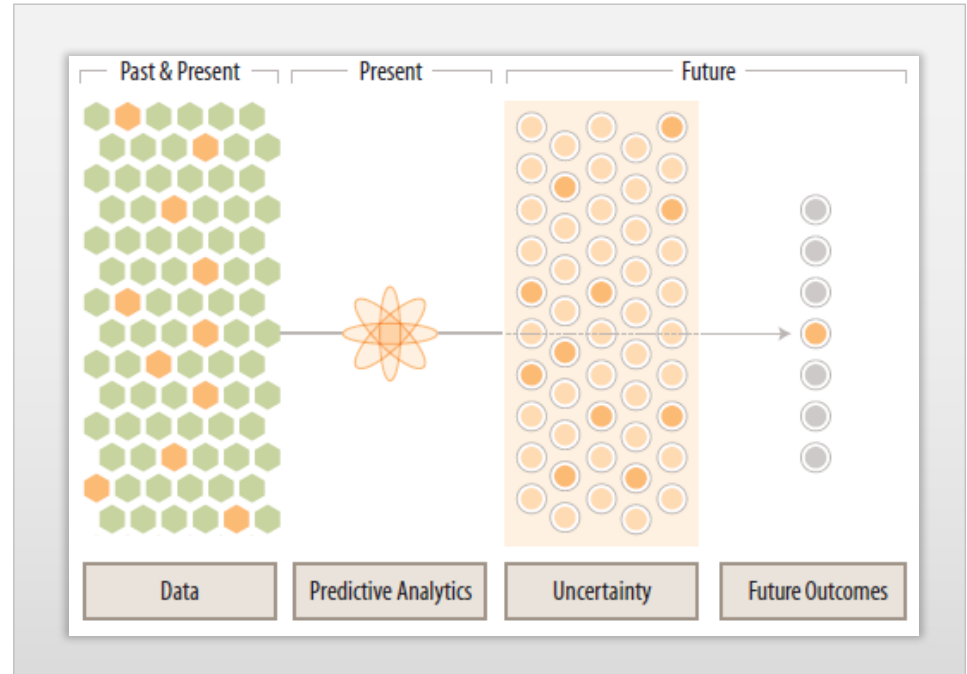 Past & Present
Present
Future
Data
Predictive Analytics
Uncertainty
Future Outcomes